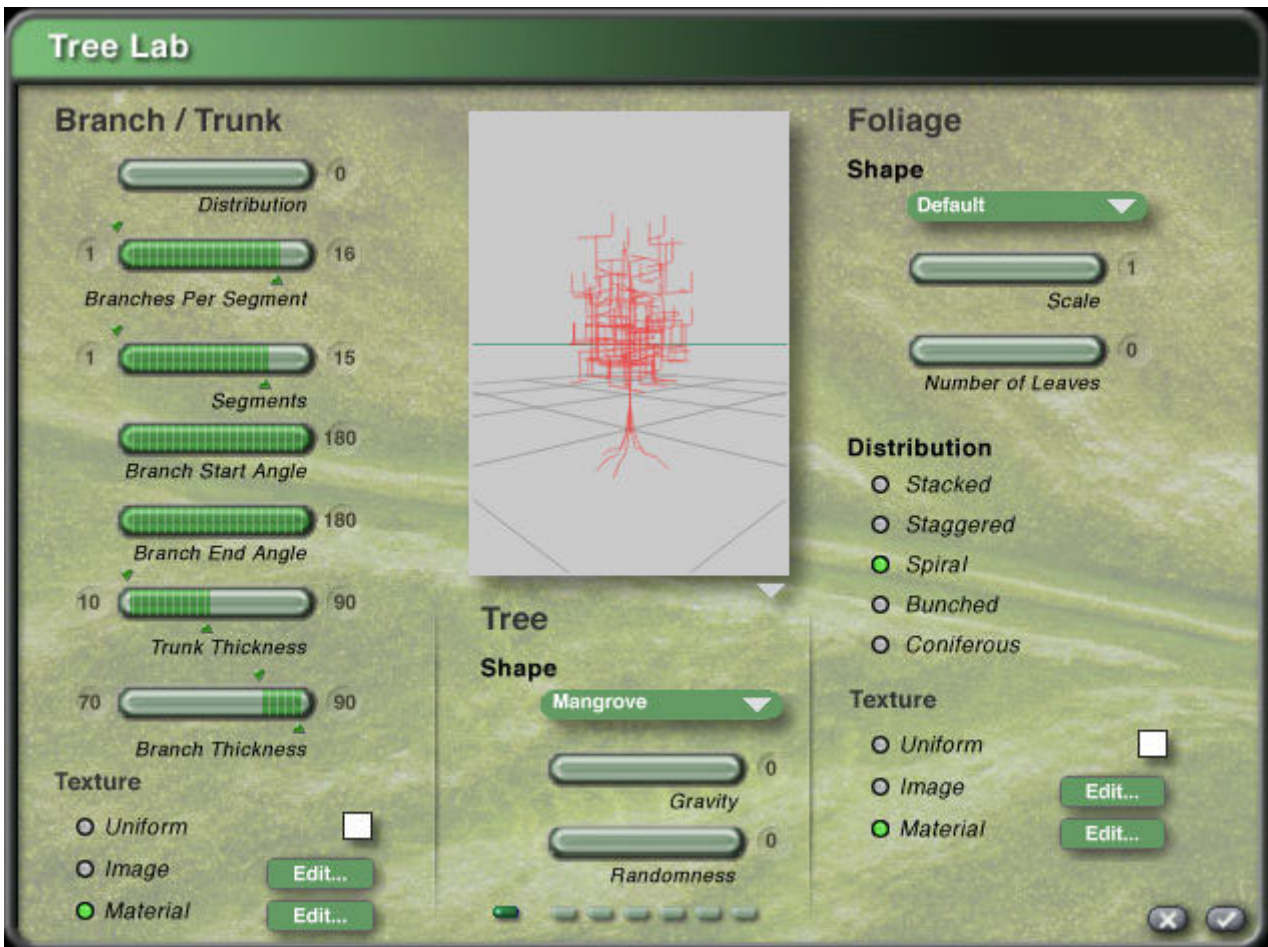 Tree Lab
Branch / Trunk
0
Distribution
1 16
Branches Per Segment
1 15
Segments
180
Branch Start Angle
180
Branch End Angle
10 90
Trunk Thickness
70 90
Branch Thickness
Texture
Uniform
Image Edit...
Material Edit...
Tree
Shape
Mangrove
0
Gravity
0
Randomness
Foliage
Shape
Default
1
Scale
0
Number of Leaves
Distribution
Stacked
Staggered
Spiral
Bunched
Coniferous
Texture
Uniform
Image Edit...
Material Edit...